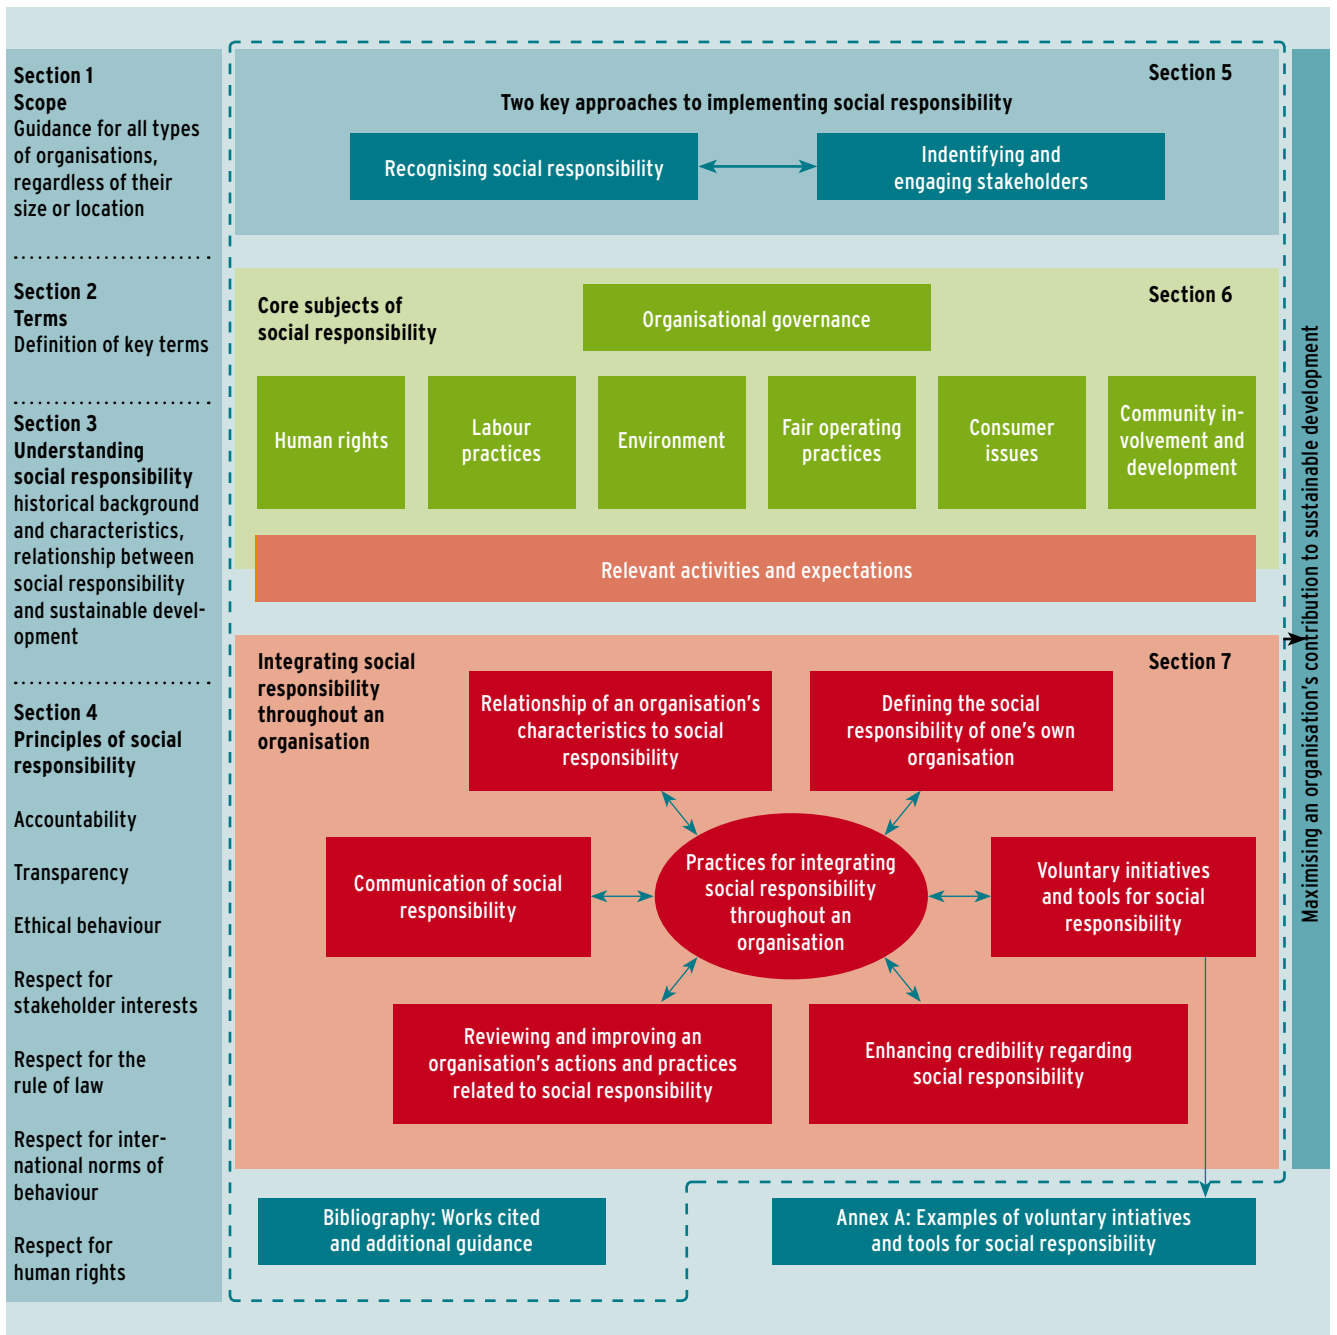 Section 1
Scope
Guidance for all types
of organisations,
regardless of their
size or location
Section 2
Terms
Definition of key terms
Section 3
Understanding
social responsibility
historical background
and characteristics,
relationship between
social responsibility
and sustainable devel-
opment
Section 4
Principles of social
responsibility
Accountability
Transparency
Ethical behaviour
Respect for
stakeholder interests
Respect for the
rule of law
Respect for inter-
national norms of
behaviour
Respect for
human rights
Section 5
Two key approaches to implementing social responsibility
Recognising social responsibility
Indentifying and
engaging stakeholders
Core subjects of
social responsibility
Section 6
Organisational governance
Human rights
Labour
practices
Environment
Fair operating
practices
Consumer
issues
Community in-
volvement and
development
Relevant activities and expectations
Integrating social
responsibility
throughout an
organisation
Section 7
Relationship of an organisation's
characteristics to social
responsibility
Defining the social
responsibility of one's own
organisation
Communication of social
responsibility
Practices for integrating
social responsibility
throughout an
organisation
Voluntary initiatives
and tools for social
responsibility
Reviewing and improving an
organisation's actions and practices
related to social responsibility
Enhancing credibility regarding
social responsibility
Bibliography: Works cited
and additional guidance
Annex A: Examples of voluntary intiatives
and tools for social responsibility
Maximising an organisation's contribution to sustainable development